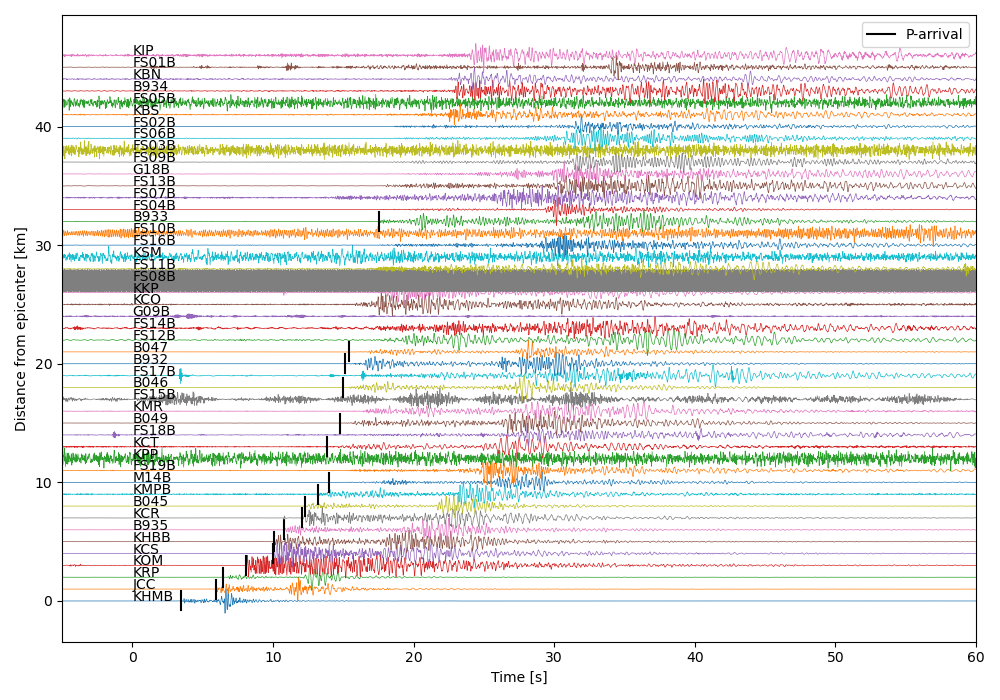 P-arrival
Distance from epicenter [km]
40
30
20
10
0
KIP
FS01B
KBN
B934
FS05B
KBS
FS02B
FS06B
FS03B
FS09B
G18B
FS13B
FS07B
FS04B
B933
FS10B
FS16B
KSM
FS11B
FS08B
KKP
KCO
G09B
FS14B
FS12B
B047
B932
FS17B
B046
FS15B
KMR
B049
FS18B
KCT
KPP
FS19B
M14B
KMPB
B045
KCR
B935
KHBB
KCS
KOM
KRP
JCC
KHMB
0
10
20
30
40
50
60
Time [s]